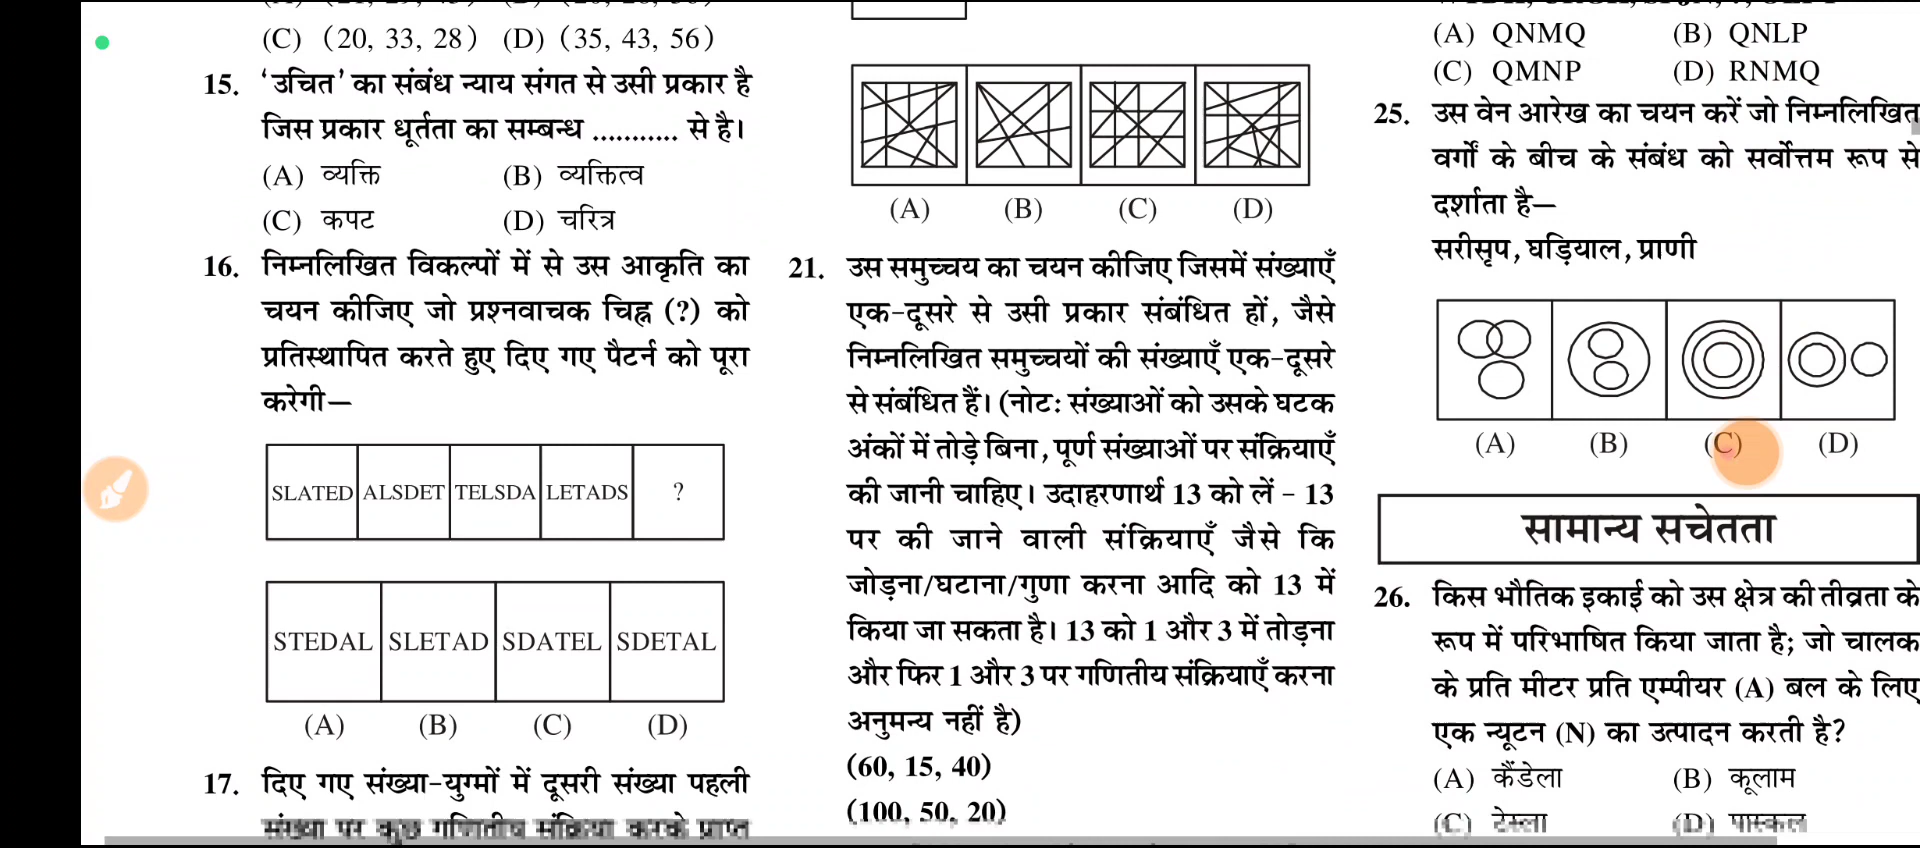 (C) (20, 33, 28) (D) (35, 43, 56)
15. ‘उचित’ का संबंध न्याय संगत से उसी प्रकार है
जिस प्रकार धूर्तता का सम्बन्ध ............ से है।
(A) व्यक्ति (B) व्यक्तित्व
(C) कपट (D) चरित्र
16. निम्नलिखित विकल्पों में से उस आकृति का
चयन कीजिए जो प्रश्नवाचक चिह्न (?) को
प्रतिस्थापित करते हुए दिए गए पैटर्न को पूरा
करेगी—
SLATED ALSDET TELSDA LETADS ?
STEDAL SLETAD SDATEL SDETAL
(A) (B) (C) (D)
17. दिए गए संख्या-युग्मों में दूसरी संख्या पहली
संख्या पर कुछ गणितीय संक्रिया करके प्राप्त
(A) (B) (C) (D)
21. उस समुच्चय का चयन कीजिए जिसमें संख्याएँ
एक-दूसरे से उसी प्रकार संबंधित हों, जैसे
निम्नलिखित समुच्चयों की संख्याएँ एक-दूसरे
से संबंधित हैं। (नोटः संख्याओं को उसके घटक
अंकों में तोड़े बिना, पूर्ण संख्याओं पर संक्रियाएँ
की जानी चाहिए। उदाहरणार्थ 13 को लें - 13
पर की जाने वाली संक्रियाएँ जैसे कि
जोड़ना/घटाना/गुणा करना आदि को 13 में
किया जा सकता है। 13 को 1 और 3 में तोड़ना
और फिर 1 और 3 पर गणितीय संक्रियाएँ करना
अनुमन्य नहीं है)
(60, 15, 40)
(100, 50, 20)
(A) QNMQ (B) QNLP
(C) QMNP (D) RNMQ
25. उस वेन आरेख का चयन करें जो निम्नलिखित
वर्गों के बीच के संबंध को सर्वोत्तम रूप से
दर्शाता है—
सरीसृप, घड़ियाल, प्राणी
(A) (B) (C) (D)
सामान्य सचेतता
26. किस भौतिक इकाई को उस क्षेत्र की तीव्रता के
रूप में परिभाषित किया जाता है; जो चालक
के प्रति मीटर प्रति एम्पीयर (A) बल के लिए
एक न्यूटन (N) का उत्पादन करती है?
(A) कैंडेला (B) कूलाम
(C) टेस्ला (D) पास्कल